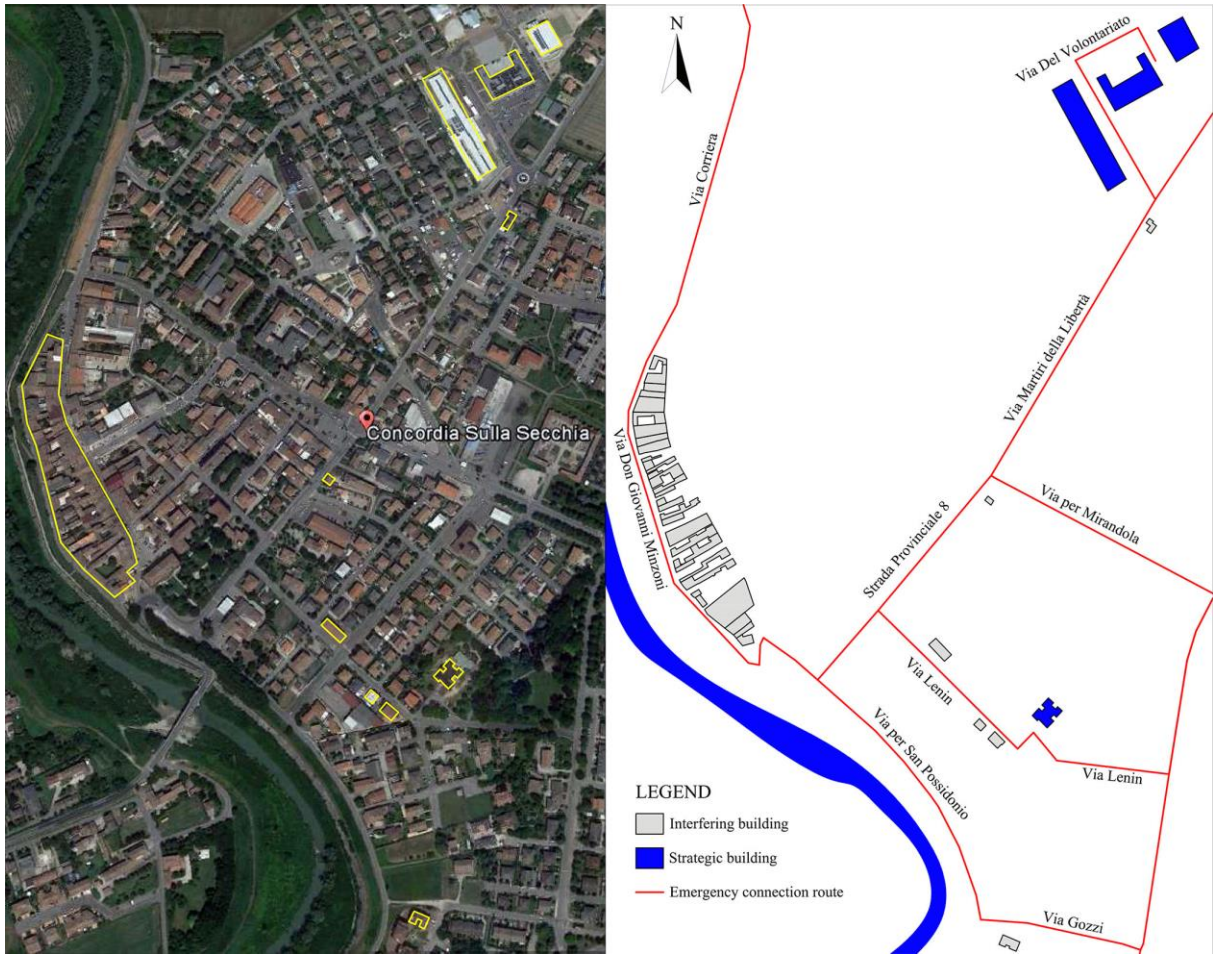 Concordia Sulla Secchia
N
Via Del Volontariato
Via Corriera
Via Martiri della Libertà
Via Don Giovanni Minzoni
Via per Mirandola
Strada Provinciale 8
Via Lenin
Via per San Possidonio
Via Lenin
LEGEND
Interfering building
Strategic building
Emergency connection route
Via Gozzi